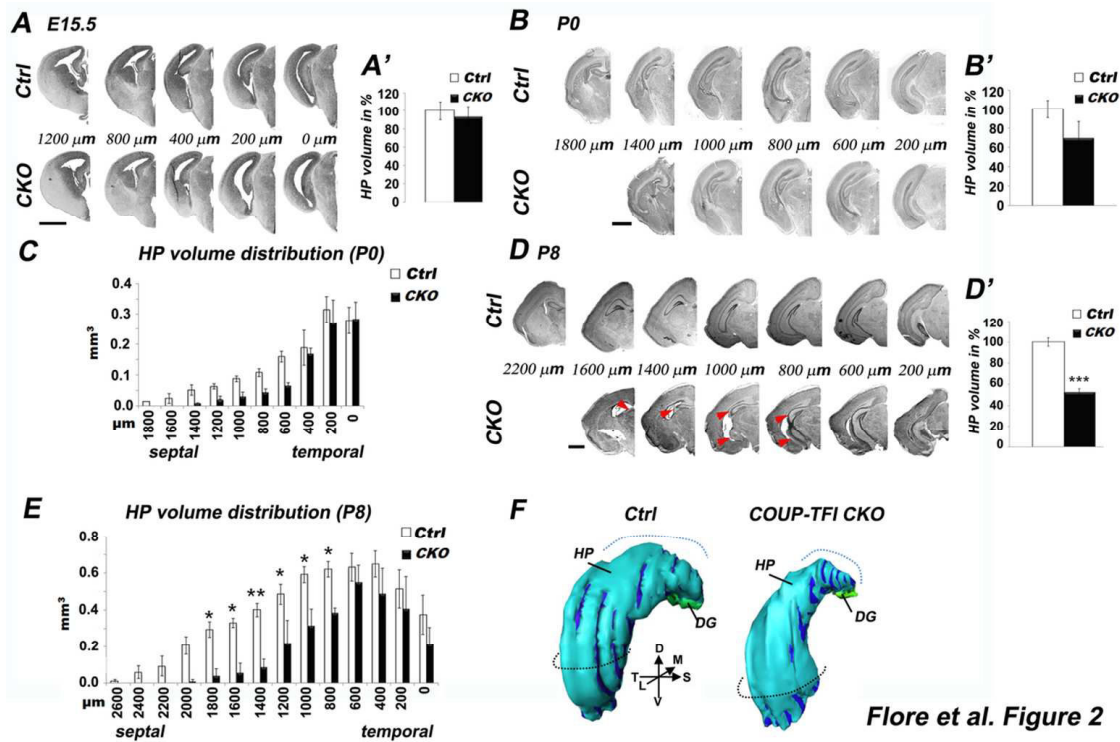 A E15.5
Ctrl
1200 μm 800 μm 400 μm 200 μm 0 μm
CKO
A'
Ctrl
CKO
HP volume in %
120
100
80
60
40
20
0
B P0
Ctrl
1800 μm 1400 μm 1000 μm 800 μm 600 μm 200 μm
CKO
B'
Ctrl
CKO
HP volume in %
120
100
80
60
40
20
0
C HP volume distribution (P0)
Ctrl
CKO
mm³
0.4
0.3
0.2
0.1
0.0
μm 1800 1600 1400 1200 1000 800 600 400 200 0
septal temporal
D P8
Ctrl
2200 μm 1600 μm 1400 μm 1000 μm 800 μm 600 μm 200 μm
CKO
D'
Ctrl
CKO
HP volume in %
120
100
80
60
40
20
0
***
E HP volume distribution (P8)
Ctrl
CKO
mm³
0.8
0.6
0.4
0.2
0.0
* * ** * * *
μm 2600 2400 2200 2000 1800 1600 1400 1200 1000 800 600 400 200 0
septal temporal
F Ctrl COUP-TFI CKO
HP
DG
D
M
T S
L
V
HP
DG
Flore et al. Figure 2